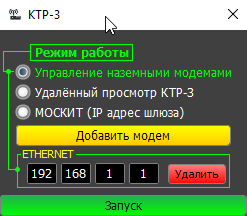 КТР-3
Режим работы
Управление наземными модемами
Удалённый просмотр КТР-3
МОСКИТ (IP адрес шлюза)
Добавить модем
ETHERNET
192 168 1 1 Удалить
Запуск